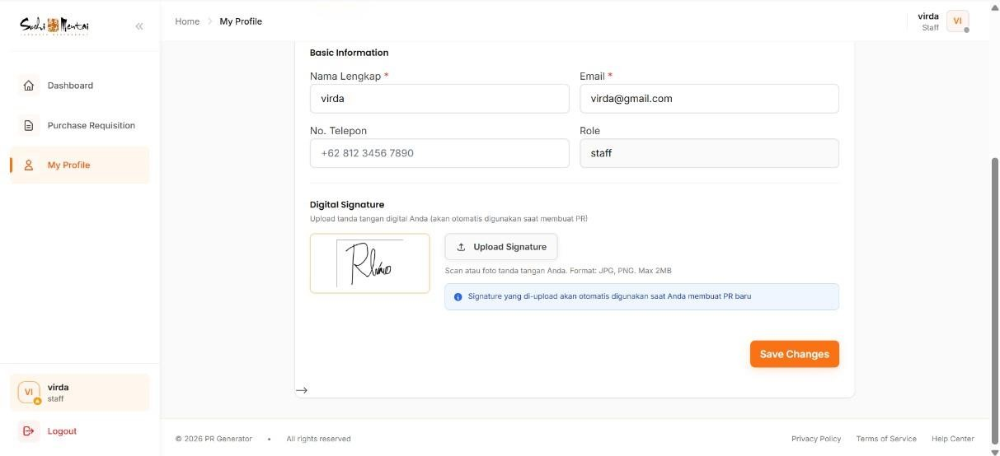 Sushi Mentai
Home > My Profile
virda
Staff
VI
Dashboard
Purchase Requisition
My Profile
Basic Information
Nama Lengkap *
Email *
virda
virda@gmail.com
No. Telepon
Role
+62 812 3456 7890
staff
Digital Signature
Upload tanda tangan digital Anda (akan otomatis digunakan saat membuat PR)
Upload Signature
Scan atau foto tanda tangan Anda. Format: JPG, PNG. Max 2MB
Signature yang di-upload akan otomatis digunakan saat Anda membuat PR baru
Save Changes
VI
virda
staff
Logout
© 2026 PR Generator • All rights reserved
Privacy Policy
Terms of Service
Help Center